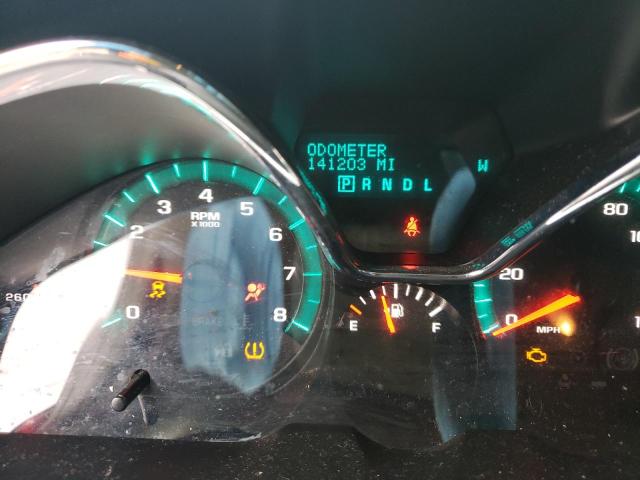 ODOMETER
141203 MI W
P R N D L
4
3 5
RPM
X1000
2 6
7
0 8
E F
20
0
MPH
80